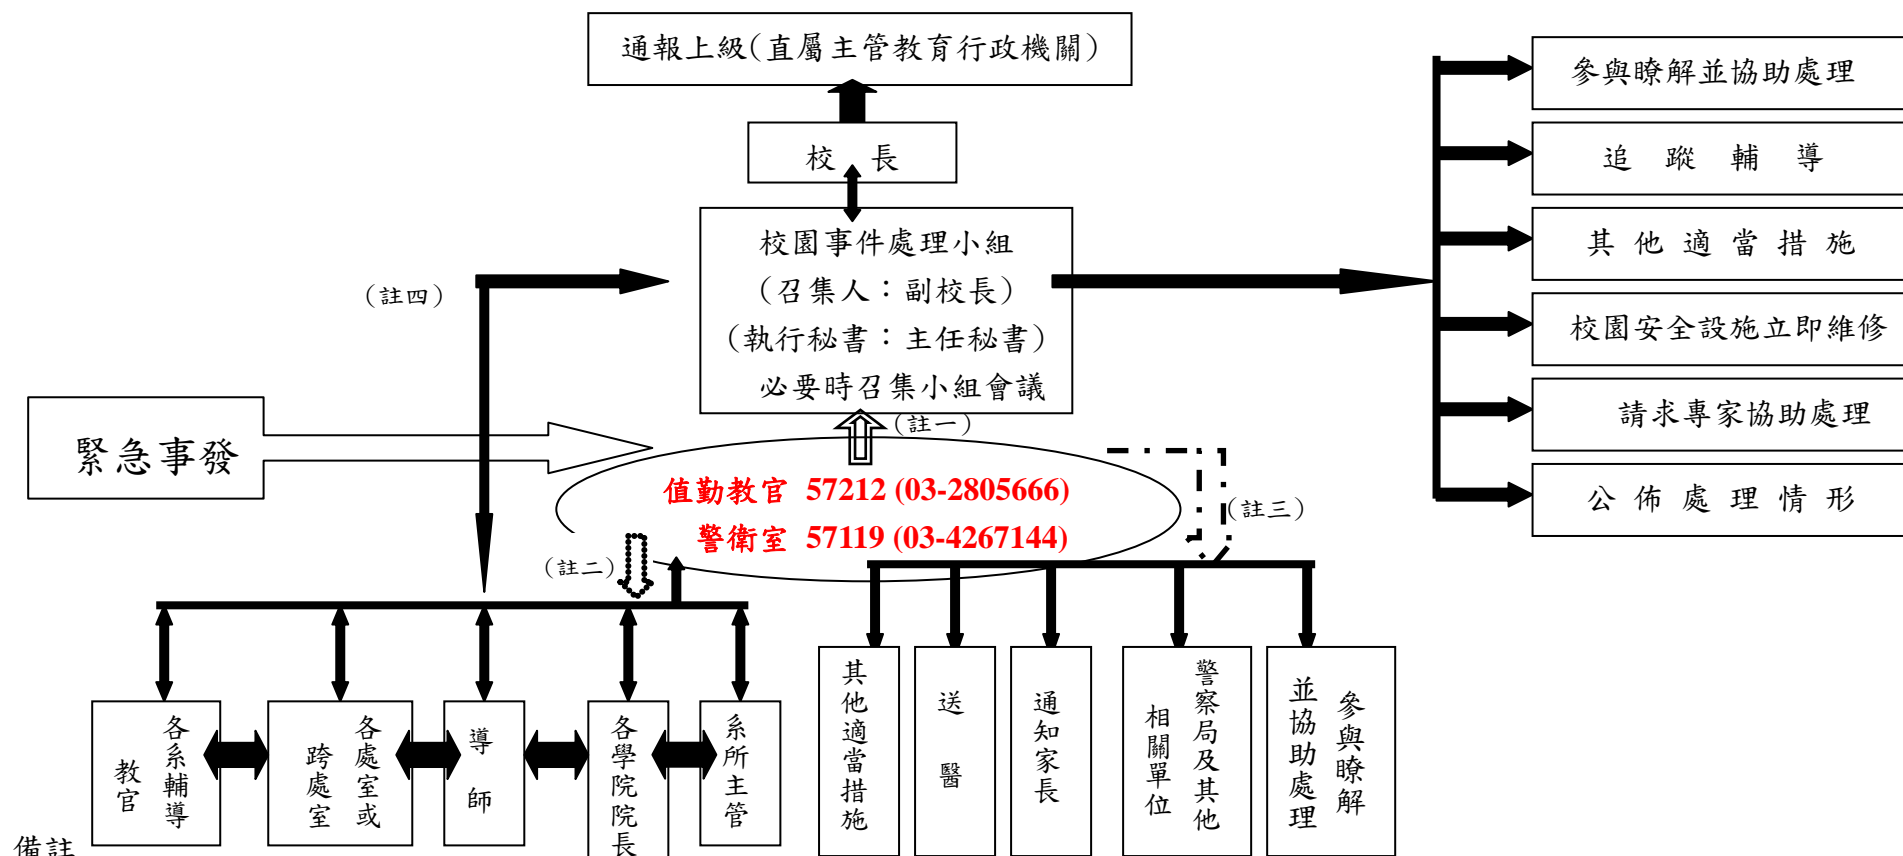 通報上級(直屬主管教育行政機關)
校長
校園事件處理小組
(召集人：副校長)
(執行秘書：主任秘書)
必要時召集小組會議
(註四)
緊急事發
(註一)
值勤教官 57212 (03-2805666)
警衛室 57119 (03-4267144)
(註二)
(註三)
參與瞭解並協助處理
追蹤輔導
其他適當措施
校園安全設施立即維修
請求專家協助處理
公佈處理情形
各系輔導
教官
各處室或
跨處室
導師
各學院院長
系所主管
其他適當措施
送醫
通知家長
警察局及其他
相關單位
參與瞭解
並協助處理
備註